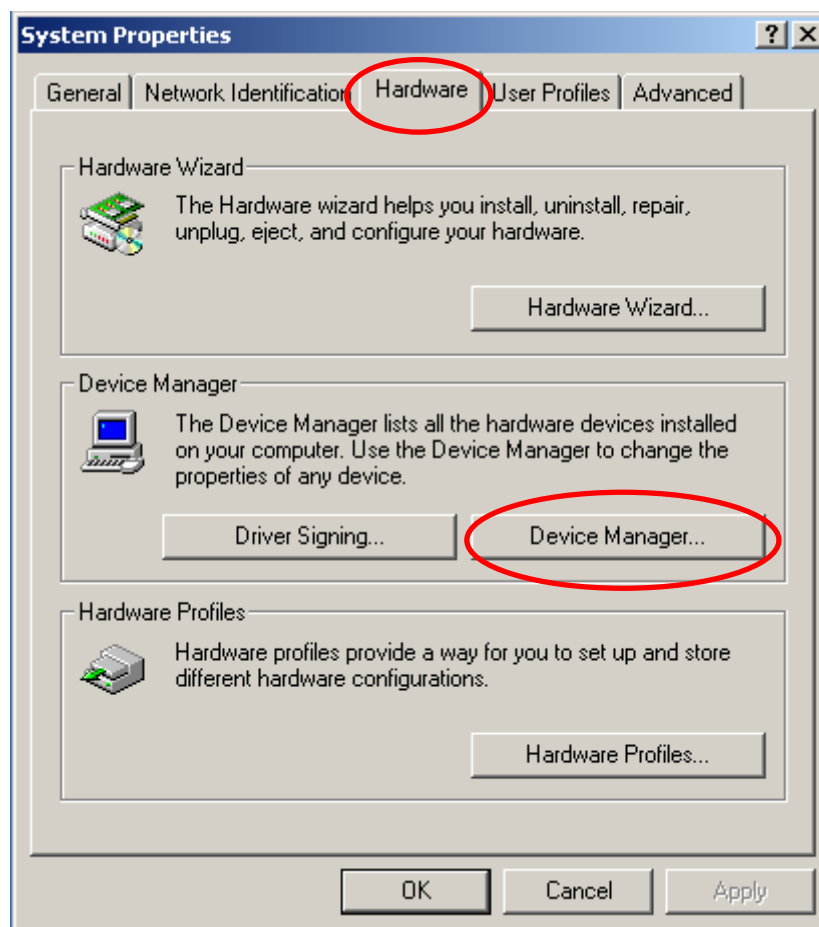 System Properties
General Network Identification Hardware User Profiles Advanced
Hardware Wizard
The Hardware wizard helps you install, uninstall, repair,
unplug, eject, and configure your hardware.
Hardware Wizard...
Device Manager
The Device Manager lists all the hardware devices installed
on your computer. Use the Device Manager to change the
properties of any device.
Driver Signing... Device Manager...
Hardware Profiles
Hardware profiles provide a way for you to set up and store
different hardware configurations.
Hardware Profiles...
OK Cancel Apply